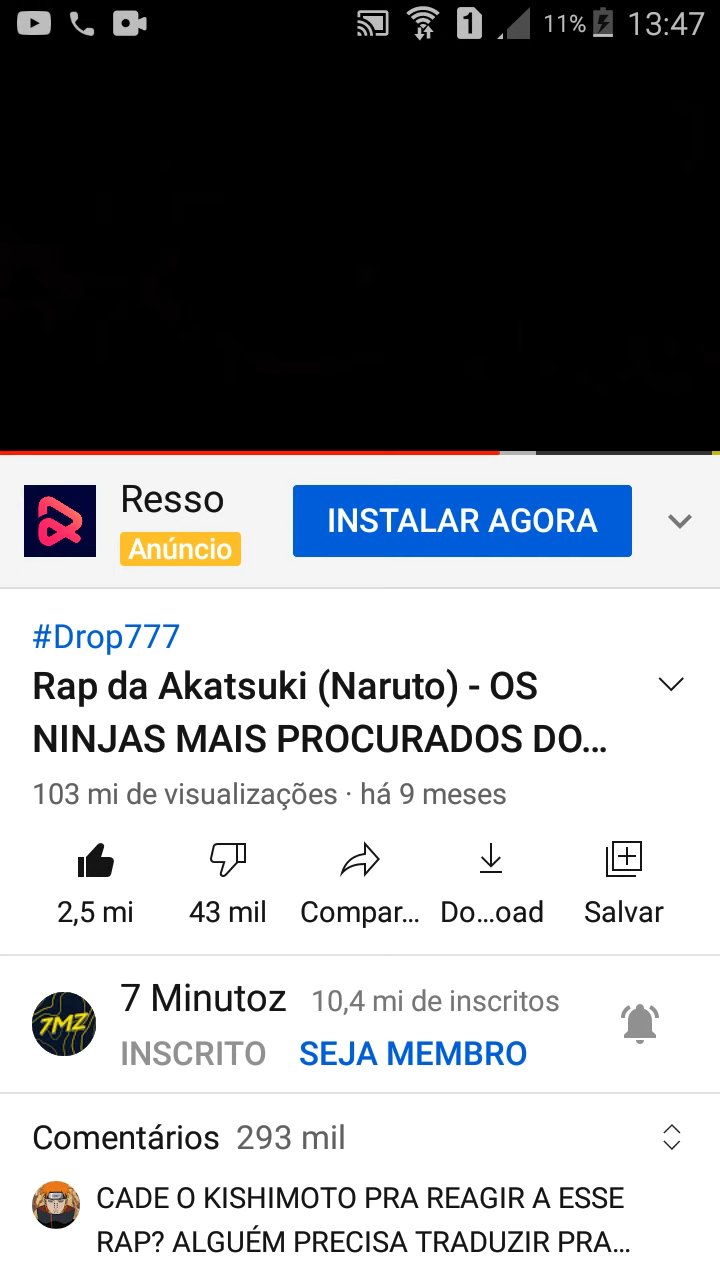 1 11% 13:47
Resso
Anúncio
INSTALAR AGORA
#Drop777
Rap da Akatsuki (Naruto) - OS
NINJAS MAIS PROCURADOS DO...
103 mi de visualizações · há 9 meses
2,5 mi 43 mil Compar... Do...oad Salvar
7MZ
7 Minutoz 10,4 mi de inscritos
INSCRITO SEJA MEMBRO
Comentários 293 mil
CADE O KISHIMOTO PRA REAGIR A ESSE
RAP? ALGUÉM PRECISA TRADUZIR PRA...